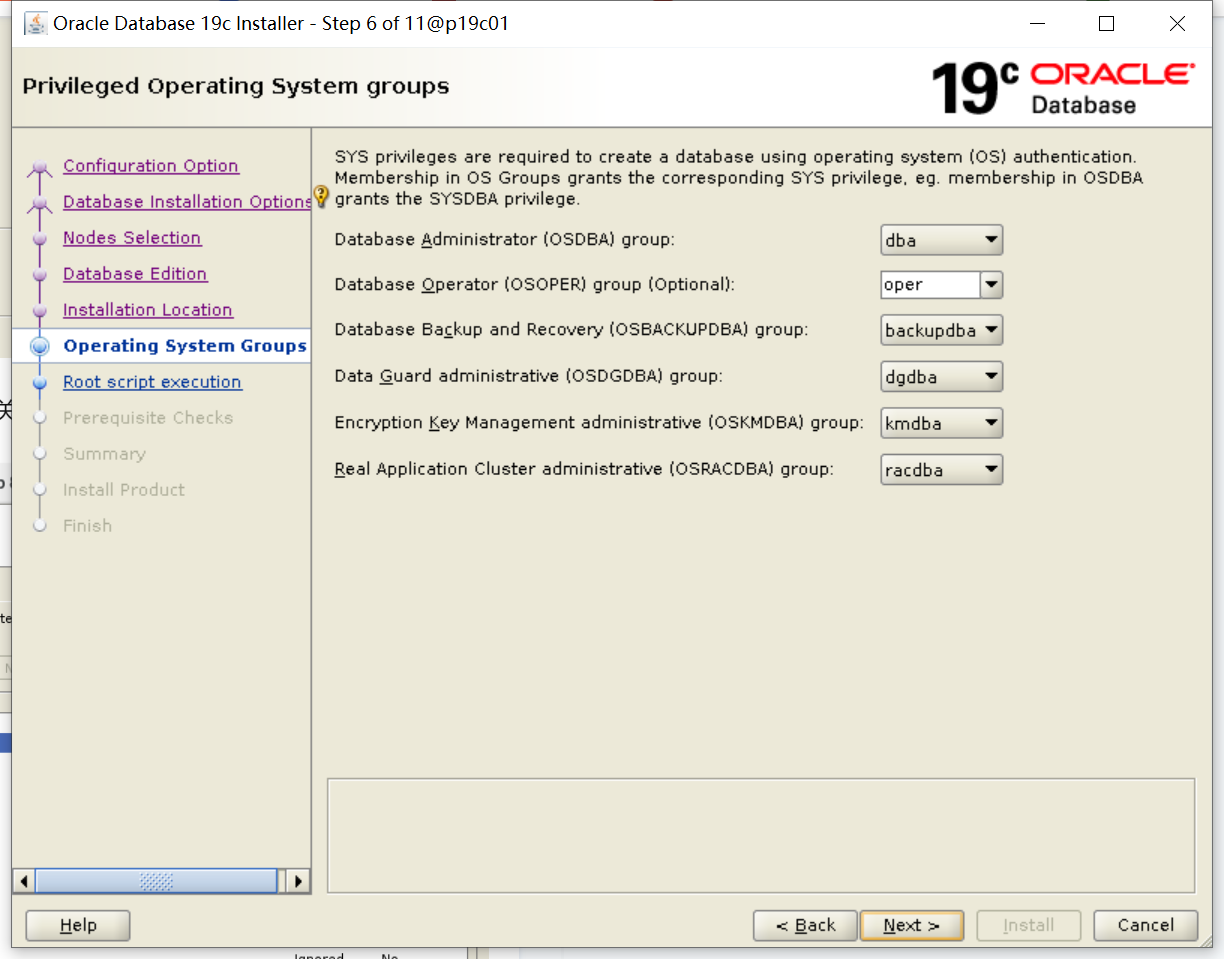 Oracle Database 19c Installer - Step 6 of 11@p19c01
Privileged Operating System groups
19c ORACLE
Database
Configuration Option
Database Installation Options
Nodes Selection
Database Edition
Installation Location
Operating System Groups
Root script execution
Prerequisite Checks
Summary
Install Product
Finish
SYS privileges are required to create a database using operating system (OS) authentication.
Membership in OS Groups grants the corresponding SYS privilege, eg. membership in OSDBA
grants the SYSDBA privilege.
Database Administrator (OSDBA) group: dba
Database Operator (OSOPER) group (Optional): oper
Database Backup and Recovery (OSBACKUPDBA) group: backupdba
Data Guard administrative (OSDGDBA) group: dgdba
Encryption Key Management administrative (OSKMDBA) group: kmdba
Real Application Cluster administrative (OSRACDBA) group: racdba
Help
< Back
Next >
Install
Cancel